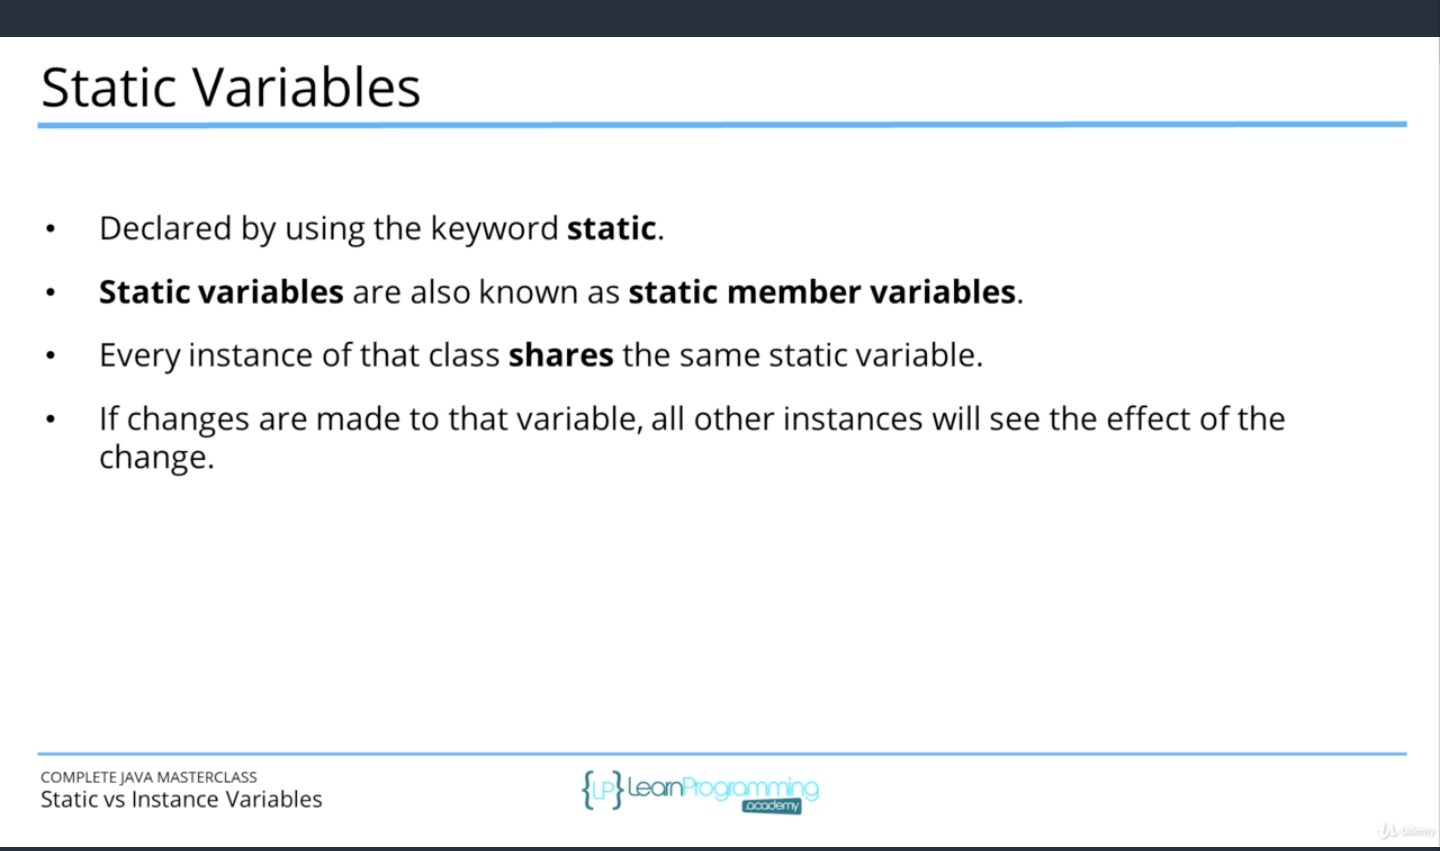 Static Variables
• Declared by using the keyword static.
• Static variables are also known as static member variables.
• Every instance of that class shares the same static variable.
• If changes are made to that variable, all other instances will see the effect of the
change.
COMPLETE JAVA MASTERCLASS
Static vs Instance Variables
{LP} LearnProgramming
.academy
Udemy